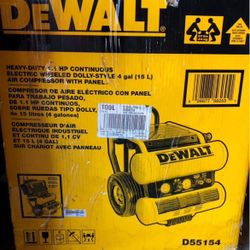 DEWALT
HEAVY-DUTY 1.1 HP CONTINUOUS
ELECTRIC WHEELED DOLLY-STYLE 4 gal (15 L)
AIR COMPRESSOR WITH PANEL
COMPRESOR DE AIRE ELÉCTRICO CON PANEL
PARA TRABAJO PESADO,
DE 1,1 HP CONTINUOS,
SOBRE RUEDAS TIPO DOLLY,
de 15 litros (4 galones)
COMPRESSEUR D'AIR
ÉLECTRIQUE INDUSTRIEL
ET CONTINU DE 1,1 CV
ET 15 L (4 GAL)
SUR CHARIOT AVEC PANNEAU
DEWALT
D55154